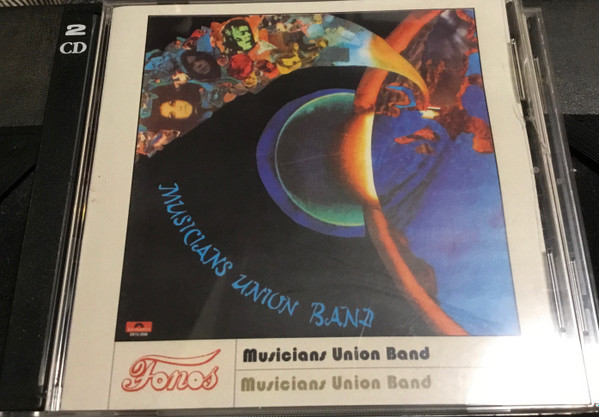 2
CD
MUSICIANS UNION BAND
Fonos
Musicians Union Band
Musicians Union Band